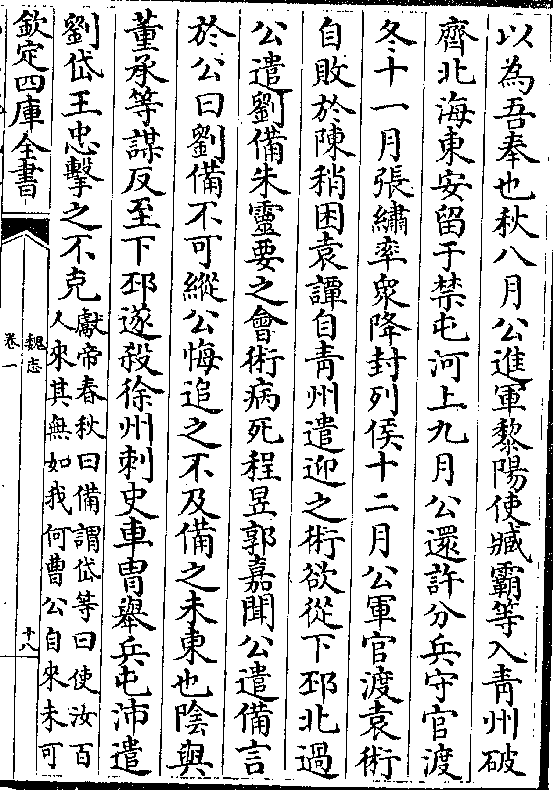 以為吾奉也秋八月公進軍黎陽使臧霸等入青州破
齊北海東安留于禁屯河上九月公還許分兵守官渡
冬十一月張繡率衆降封列侯十二月公軍官渡袁術
自敗於陳稍困袁譚自青州遣迎之術欲從下邳北過
公遣劉備朱靈要之會術病死程昱郭嘉聞公遣備言
於公曰劉備不可縱公悔追之不及備之未東也陰與
董承等謀反至下邳遂殺徐州刺史車胄舉兵屯沛遣
劉岱王忠擊之不克
獻帝春秋曰備謂岱等曰使汝百
人來其無如我何曹公自來未可
欽定四庫全書
魏志
卷一
十八